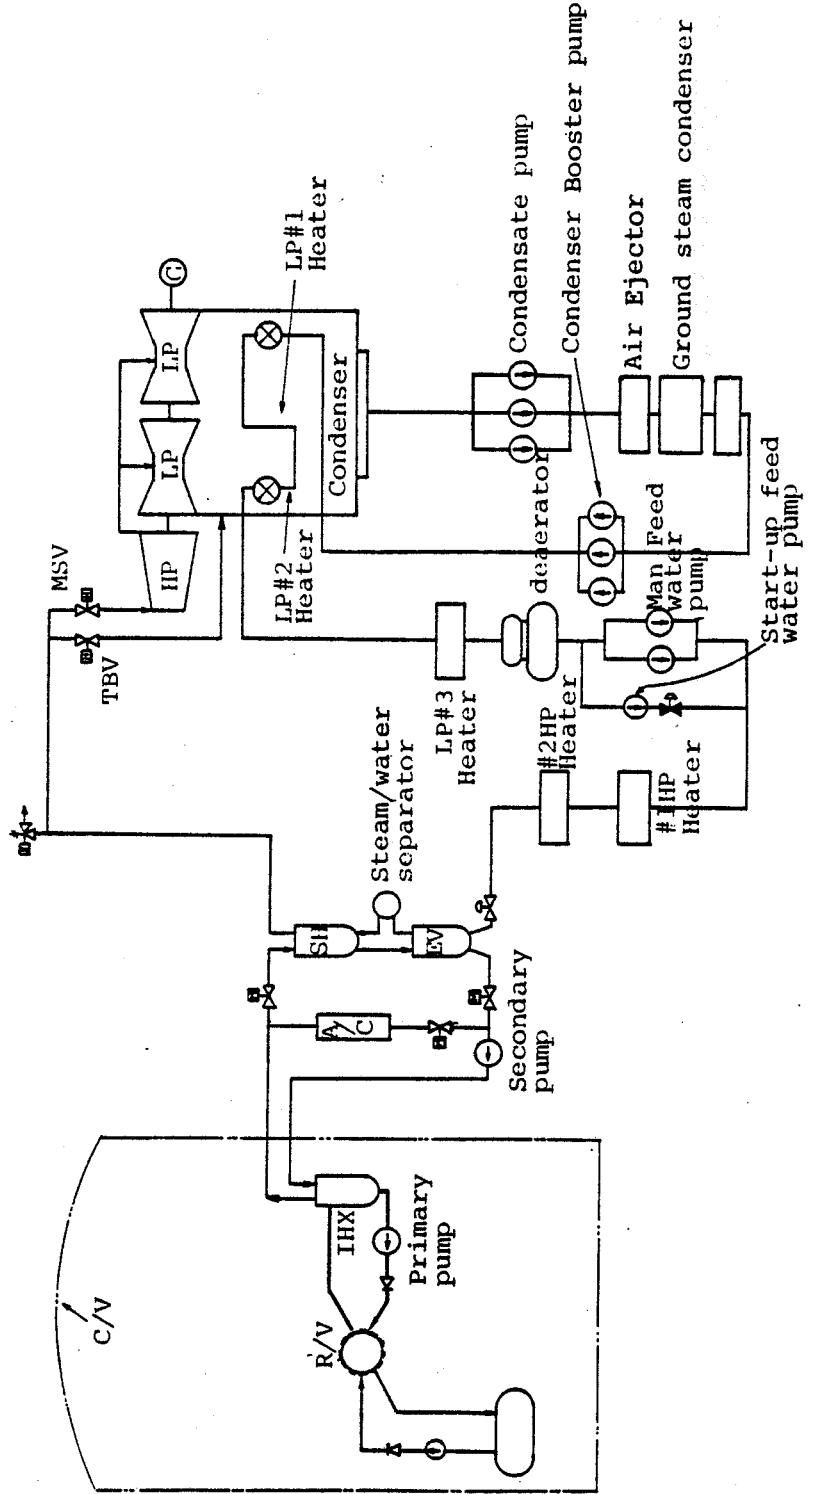 C/V
R/V
IHX
Primary
pump
Secondary
pump
A/C
SH
EV
Steam/water
separator
MSV
TBV
HP
LP
LP
G
LP#1
Heater
LP#2
Heater
Condenser
LP#3
Heater
deaerator
#2HP
Heater
#1HP
Heater
Man Feed
water
pump
Start-up feed
water pump
Condensate pump
Condenser Booster pump
Air Ejector
Ground steam condenser